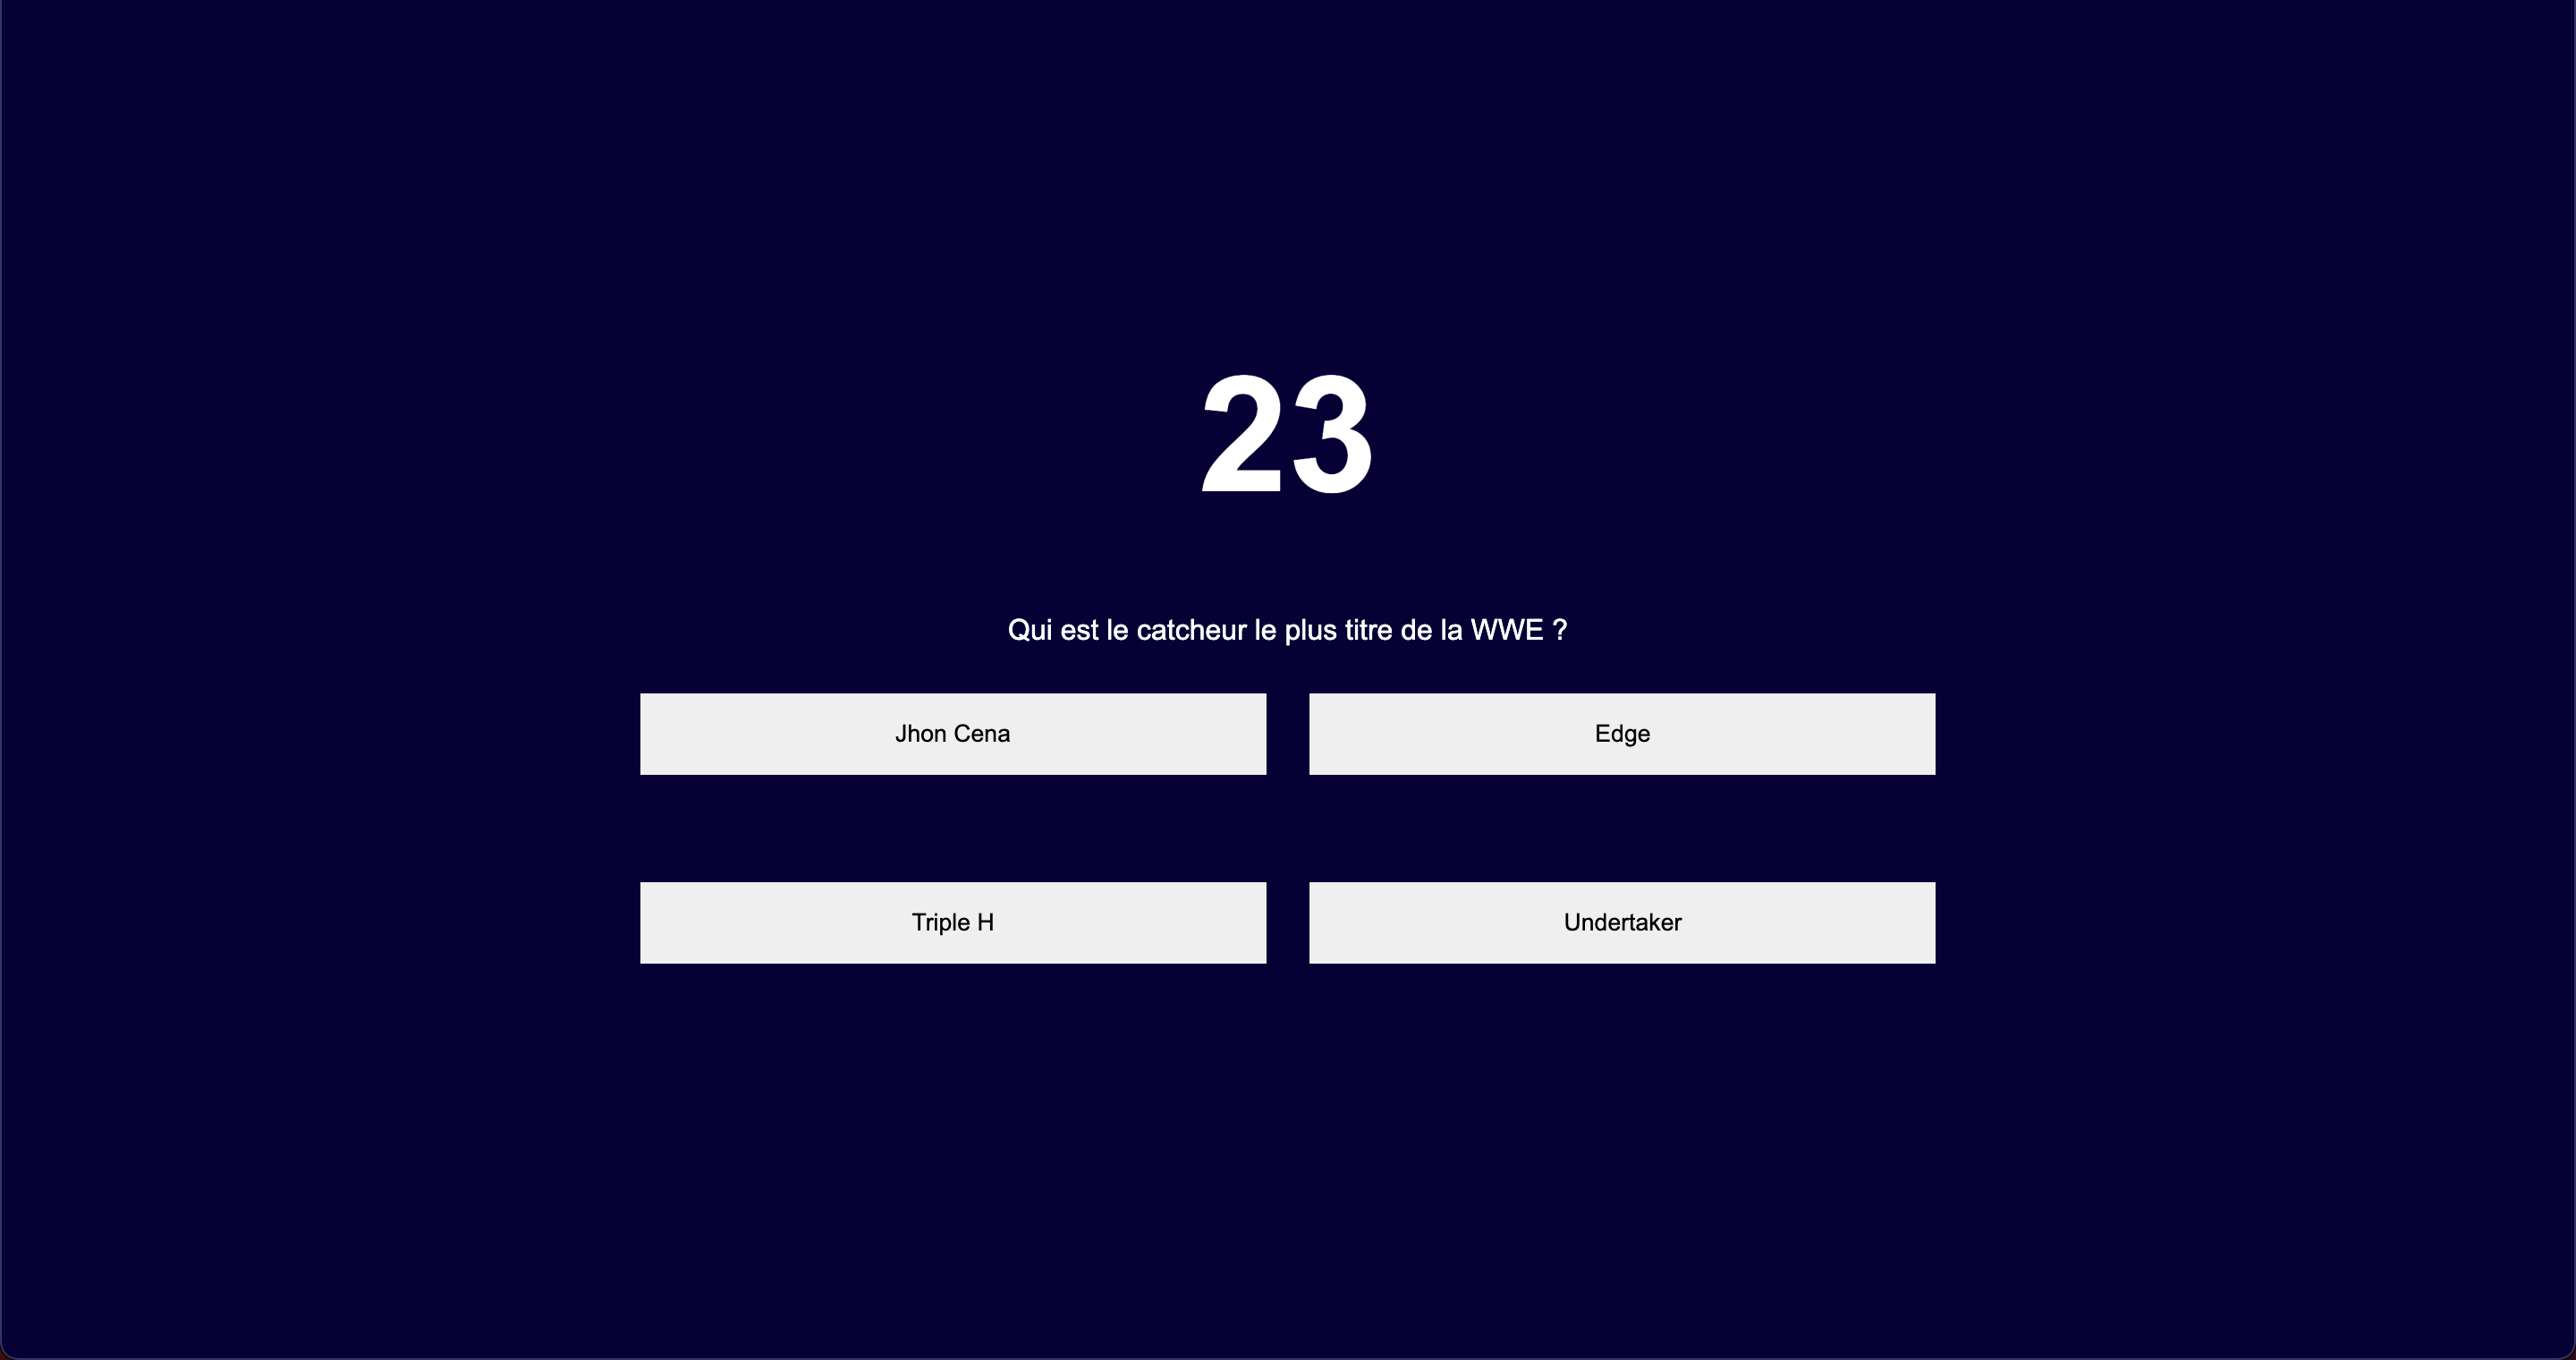 23
Qui est le catcheur le plus titre de la WWE ?
Jhon Cena
Edge
Triple H
Undertaker